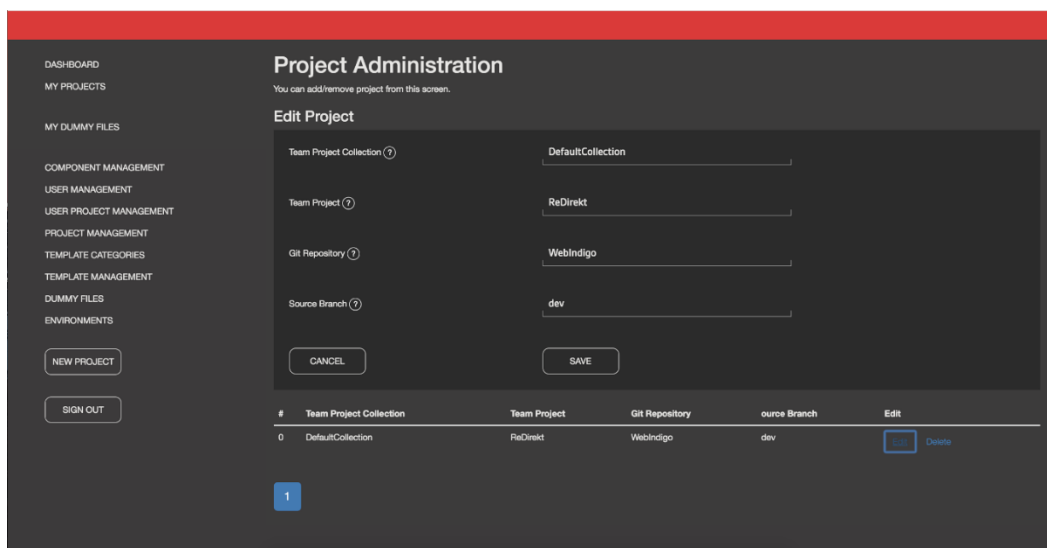 DASHBOARD
MY PROJECTS
MY DUMMY FILES
COMPONENT MANAGEMENT
USER MANAGEMENT
USER PROJECT MANAGEMENT
PROJECT MANAGEMENT
TEMPLATE CATEGORIES
TEMPLATE MANAGEMENT
DUMMY FILES
ENVIRONMENTS
NEW PROJECT
SIGN OUT
Project Administration
You can add/remove project from this screen.
Edit Project
Team Project Collection ? DefaultCollection
Team Project ? ReDirekt
Git Repository ? WebIndigo
Source Branch ? dev
CANCEL SAVE
# Team Project Collection Team Project Git Repository ource Branch Edit
0 DefaultCollection ReDirekt WebIndigo dev Edit Delete
1